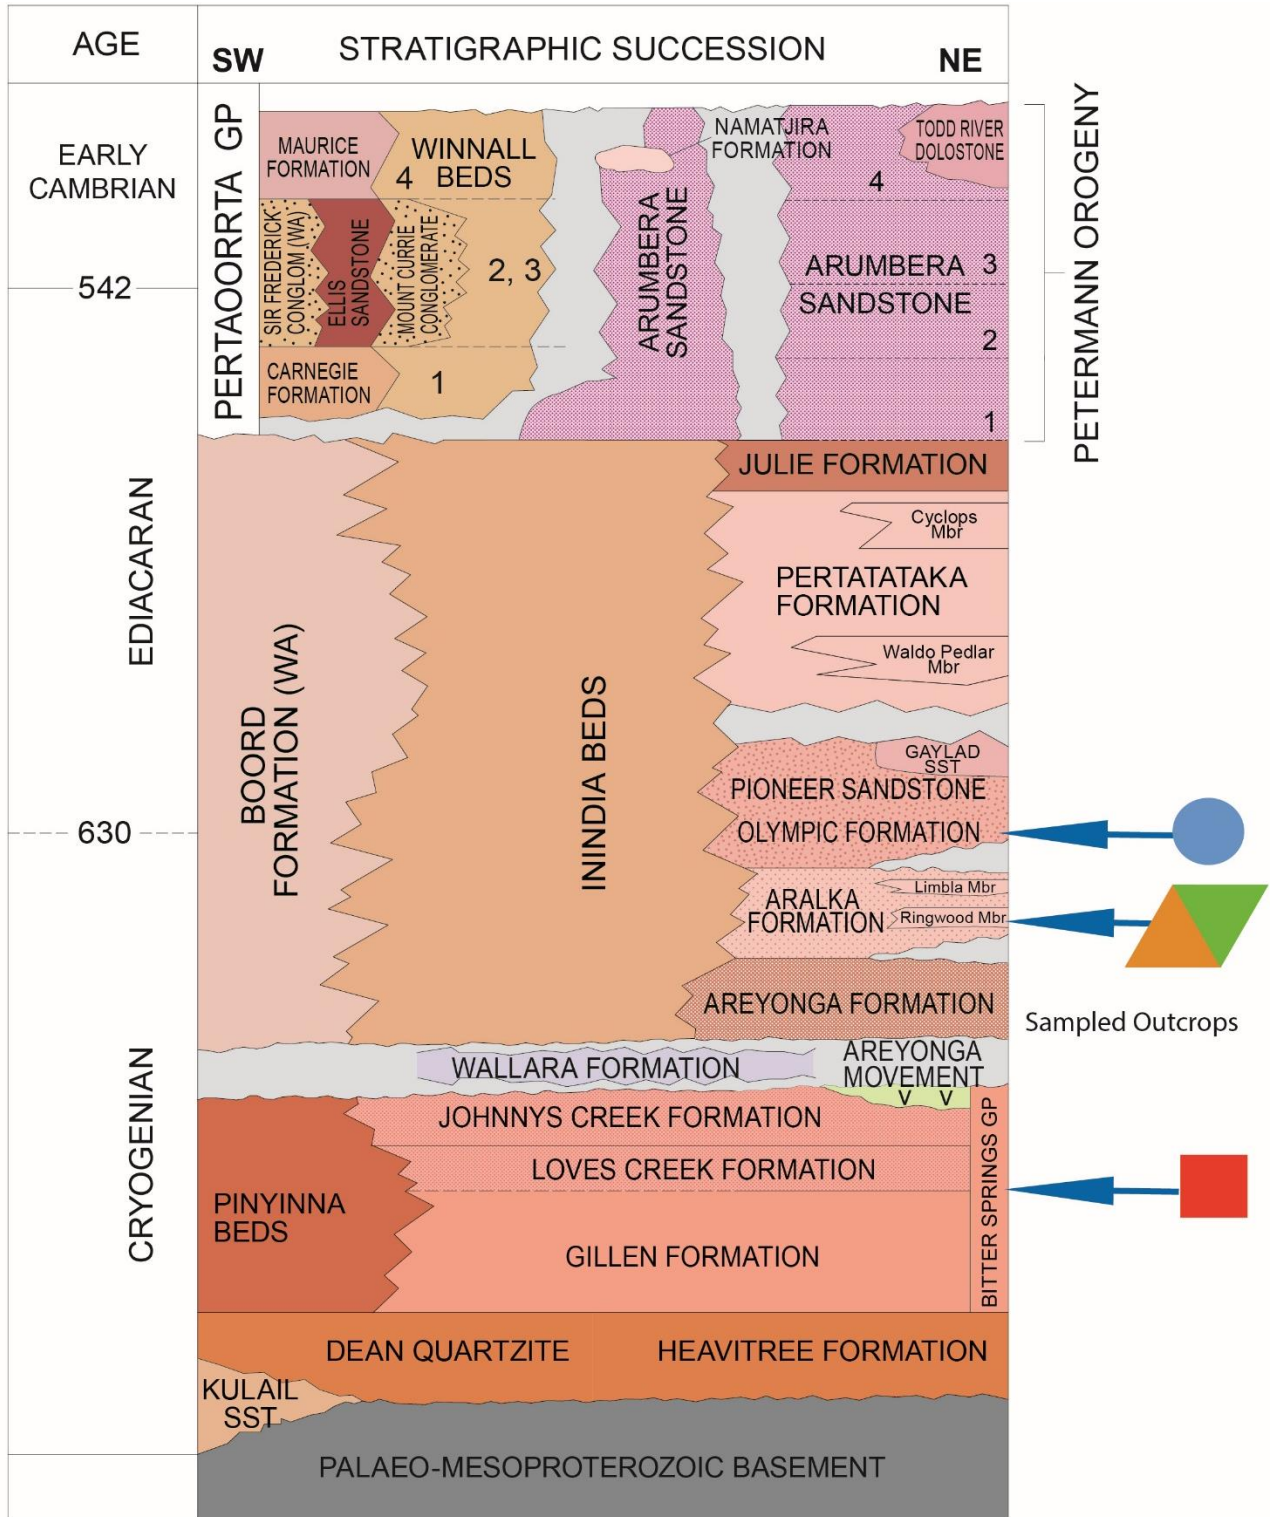 AGE
STRATIGRAPHIC SUCCESSION
SW
NE
EARLY
CAMBRIAN
542
EDIACARAN
630
CRYOGENIAN
PERTAOORRTA GP
MAURICE
FORMATION
WINNALL
4 BEDS
SIR FREDERICK
CONGLOM (WA)
ELLIS
SANDSTONE
MOUNT CURRIE
CONGLOMERATE
2, 3
CARNEGIE
FORMATION
1
ARUMBERA
SANDSTONE
NAMATJIRA
FORMATION
TODD RIVER
DOLOSTONE
4
ARUMBERA 3
SANDSTONE
2
1
PETERMANN OROGENY
JULIE FORMATION
Cyclops
Mbr
PERTATATAKA
FORMATION
Waldo Pedlar
Mbr
BOORD
FORMATION (WA)
ININDIA BEDS
GAYLAD
SST
PIONEER SANDSTONE
OLYMPIC FORMATION
ARALKA
FORMATION
Limbla Mbr
Ringwood Mbr
AREYONGA FORMATION
Sampled Outcrops
WALLARA FORMATION
AREYONGA
MOVEMENT
V V
JOHNNYS CREEK FORMATION
LOVES CREEK FORMATION
PINYINNA
BEDS
GILLEN FORMATION
BITTER SPRINGS GP
DEAN QUARTZITE
HEAVITREE FORMATION
KULAIL
SST
PALAEO-MESOPROTEROZOIC BASEMENT